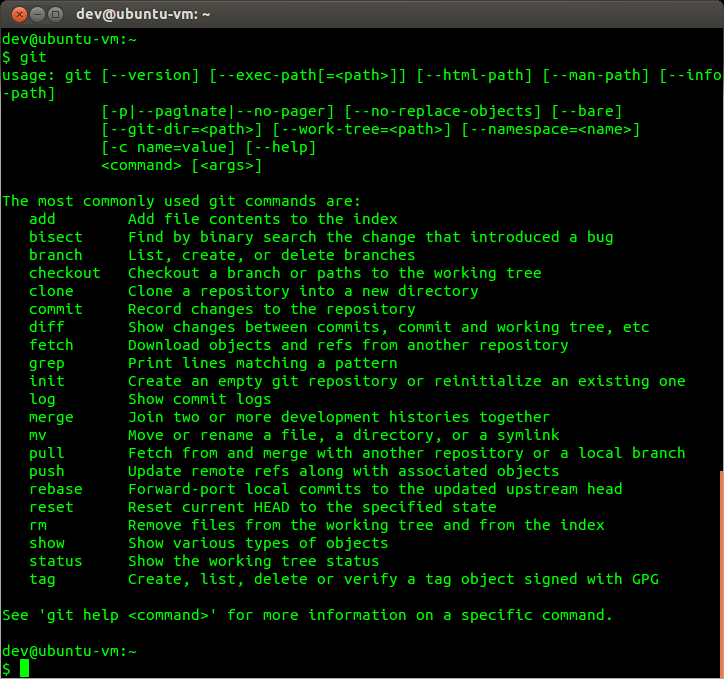 dev@ubuntu-vm: ~
dev@ubuntu-vm:~
$ git
usage: git [--version] [--exec-path[=<path>]] [--html-path] [--man-path] [--info
-path]
           [-p|--paginate|--no-pager] [--no-replace-objects] [--bare]
           [--git-dir=<path>] [--work-tree=<path>] [--namespace=<name>]
           [-c name=value] [--help]
           <command> [<args>]

The most commonly used git commands are:
   add        Add file contents to the index
   bisect     Find by binary search the change that introduced a bug
   branch     List, create, or delete branches
   checkout   Checkout a branch or paths to the working tree
   clone      Clone a repository into a new directory
   commit     Record changes to the repository
   diff       Show changes between commits, commit and working tree, etc
   fetch      Download objects and refs from another repository
   grep       Print lines matching a pattern
   init       Create an empty git repository or reinitialize an existing one
   log        Show commit logs
   merge      Join two or more development histories together
   mv         Move or rename a file, a directory, or a symlink
   pull       Fetch from and merge with another repository or a local branch
   push       Update remote refs along with associated objects
   rebase     Forward-port local commits to the updated upstream head
   reset      Reset current HEAD to the specified state
   rm         Remove files from the working tree and from the index
   show       Show various types of objects
   status     Show the working tree status
   tag        Create, list, delete or verify a tag object signed with GPG

See 'git help <command>' for more information on a specific command.

dev@ubuntu-vm:~
$